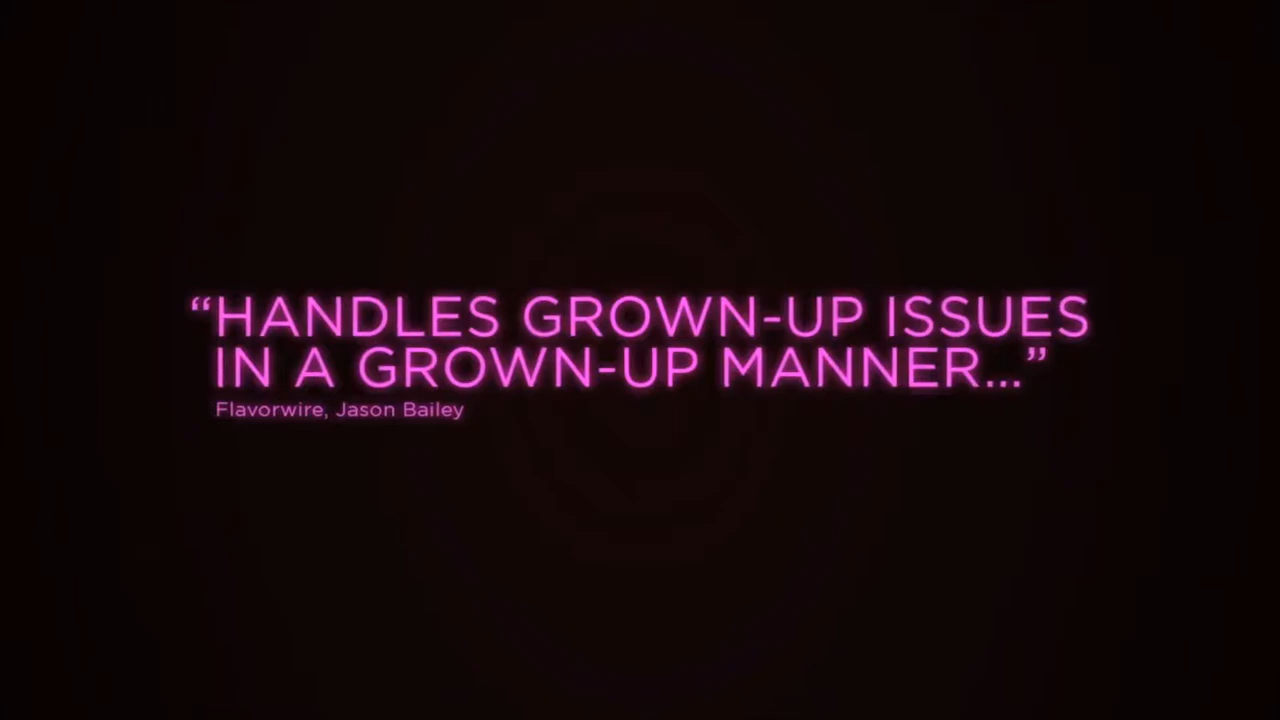 “HANDLES GROWN-UP ISSUES
IN A GROWN-UP MANNER...”
Flavorwire, Jason Bailey